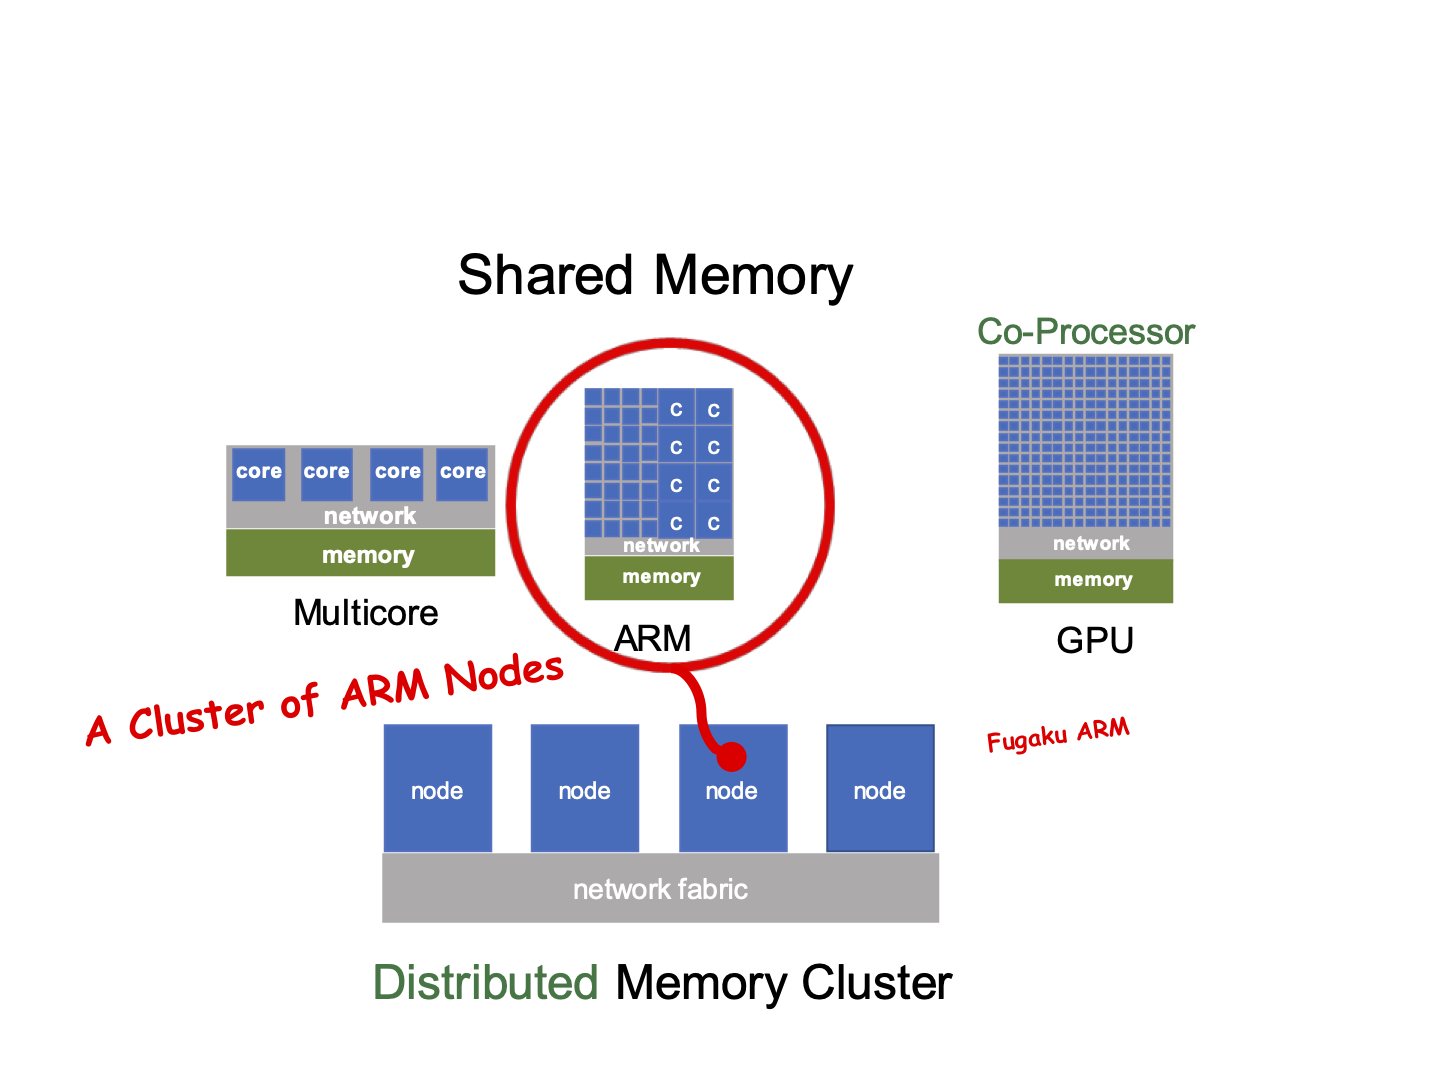 Shared Memory
Co-Processor
core core core core
network
memory
Multicore
C C
C C
C C
C C
network
memory
ARM
network
memory
GPU
A Cluster of ARM Nodes
Fugaku ARM
node node node node
network fabric
Distributed Memory Cluster